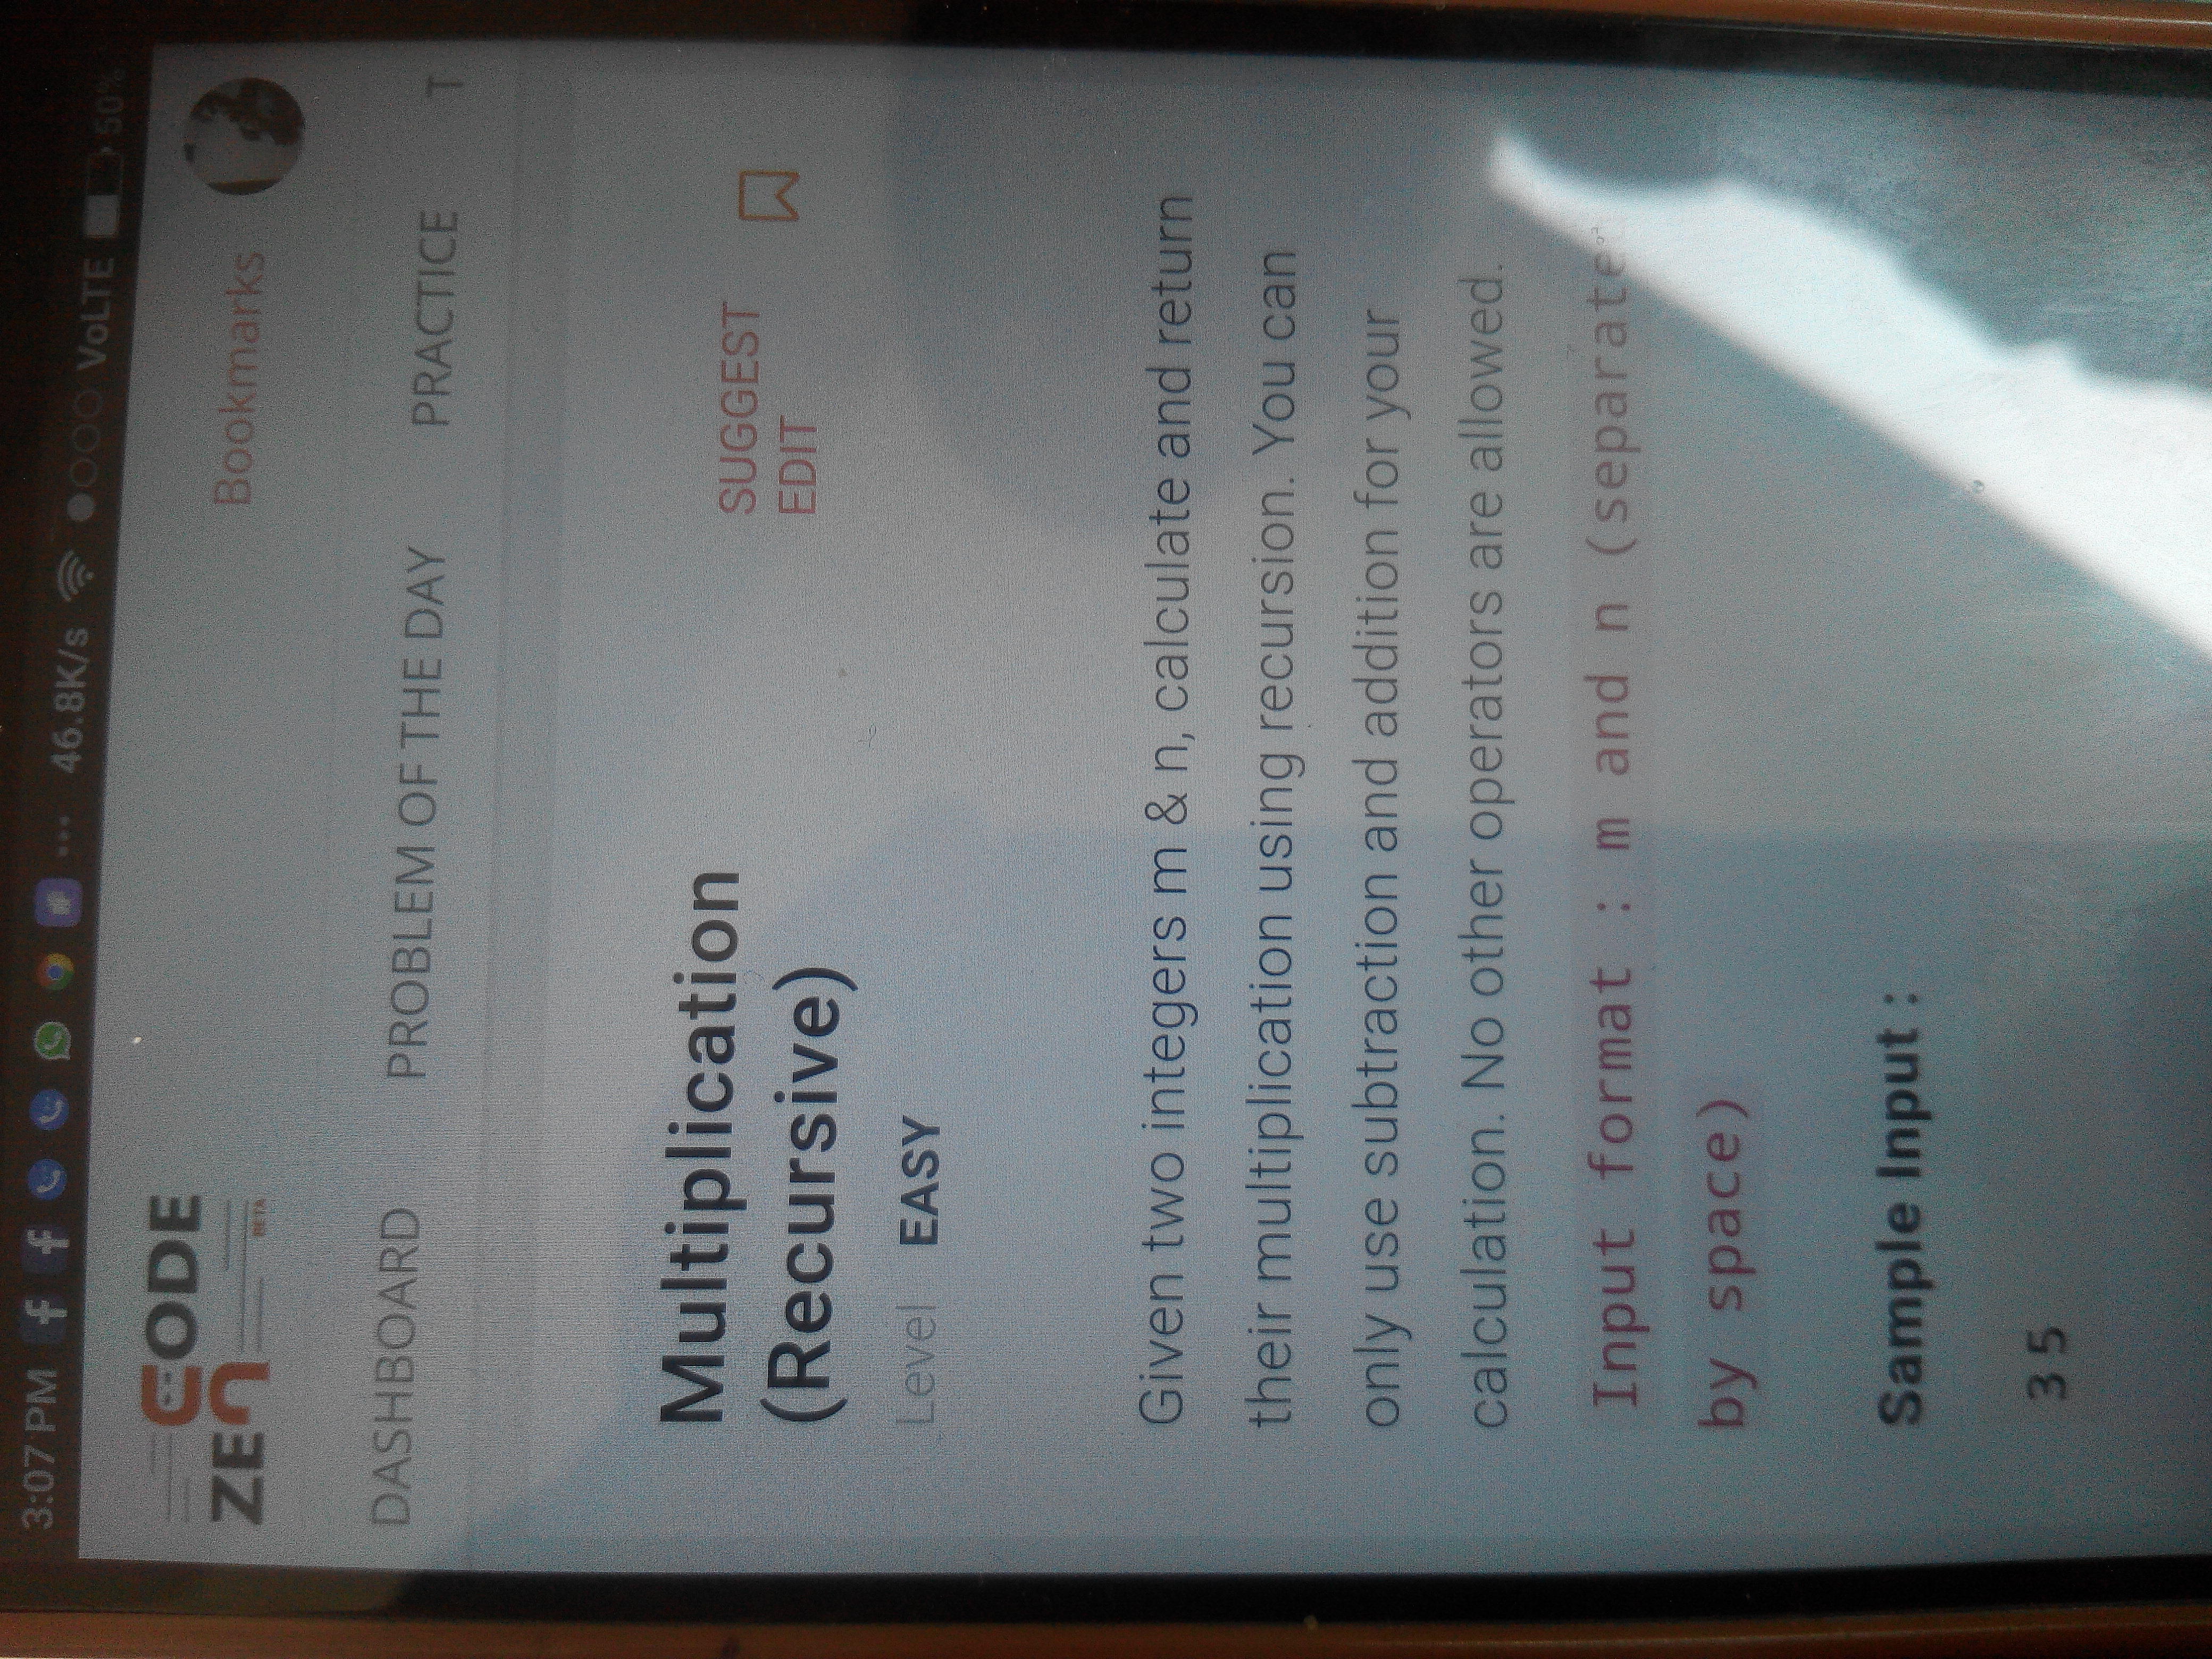 3:07 PM 46.8K/s VoLTE 50%
CODE
ZEN
BETA
Bookmarks
DASHBOARD PROBLEM OF THE DAY PRACTICE T
Multiplication
(Recursive)
SUGGEST
EDIT
Level EASY
Given two integers m & n, calculate and return
their multiplication using recursion. You can
only use subtraction and addition for your
calculation. No other operators are allowed.
Input format : m and n (separate
by space)
Sample Input :
3 5